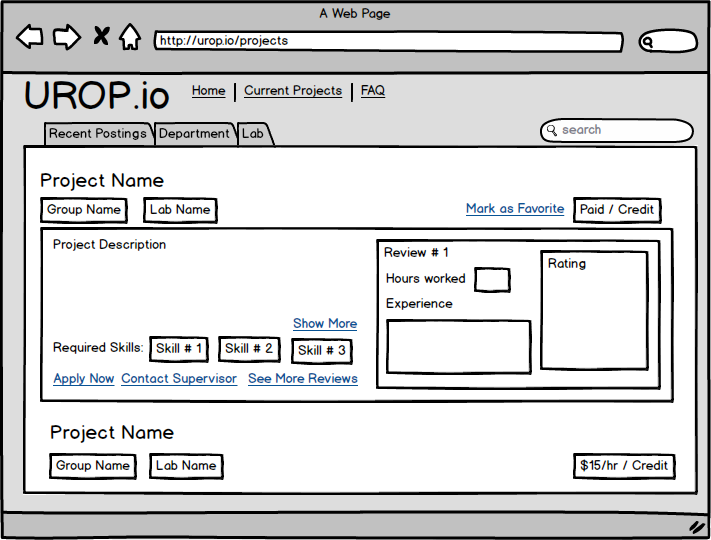 A Web Page
http://urop.io/projects
UROP.io Home Current Projects FAQ
Recent Postings Department Lab
search
Project Name
Group Name Lab Name Mark as Favorite Paid / Credit
Project Description
Review # 1
Hours worked
Rating
Experience
Show More
Required Skills: Skill # 1 Skill # 2 Skill # 3
Apply Now Contact Supervisor See More Reviews
Project Name
Group Name Lab Name $15/hr / Credit